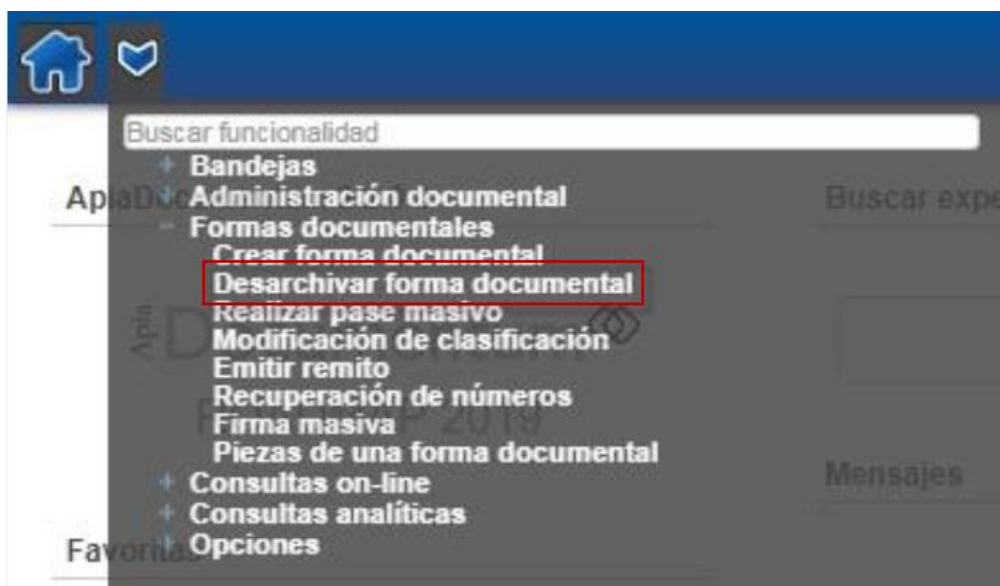 Buscar funcionalidad
Bandejas
Administración documental
Formas documentales
Crear forma documental
Desarchivar forma documental
Realizar pase masivo
Modificación de clasificación
Emitir remito
Recuperación de números
Firma masiva
Piezas de una forma documental
Consultas on-line
Consultas analíticas
Opciones
Buscar expe
Apia
2019
Mensajes